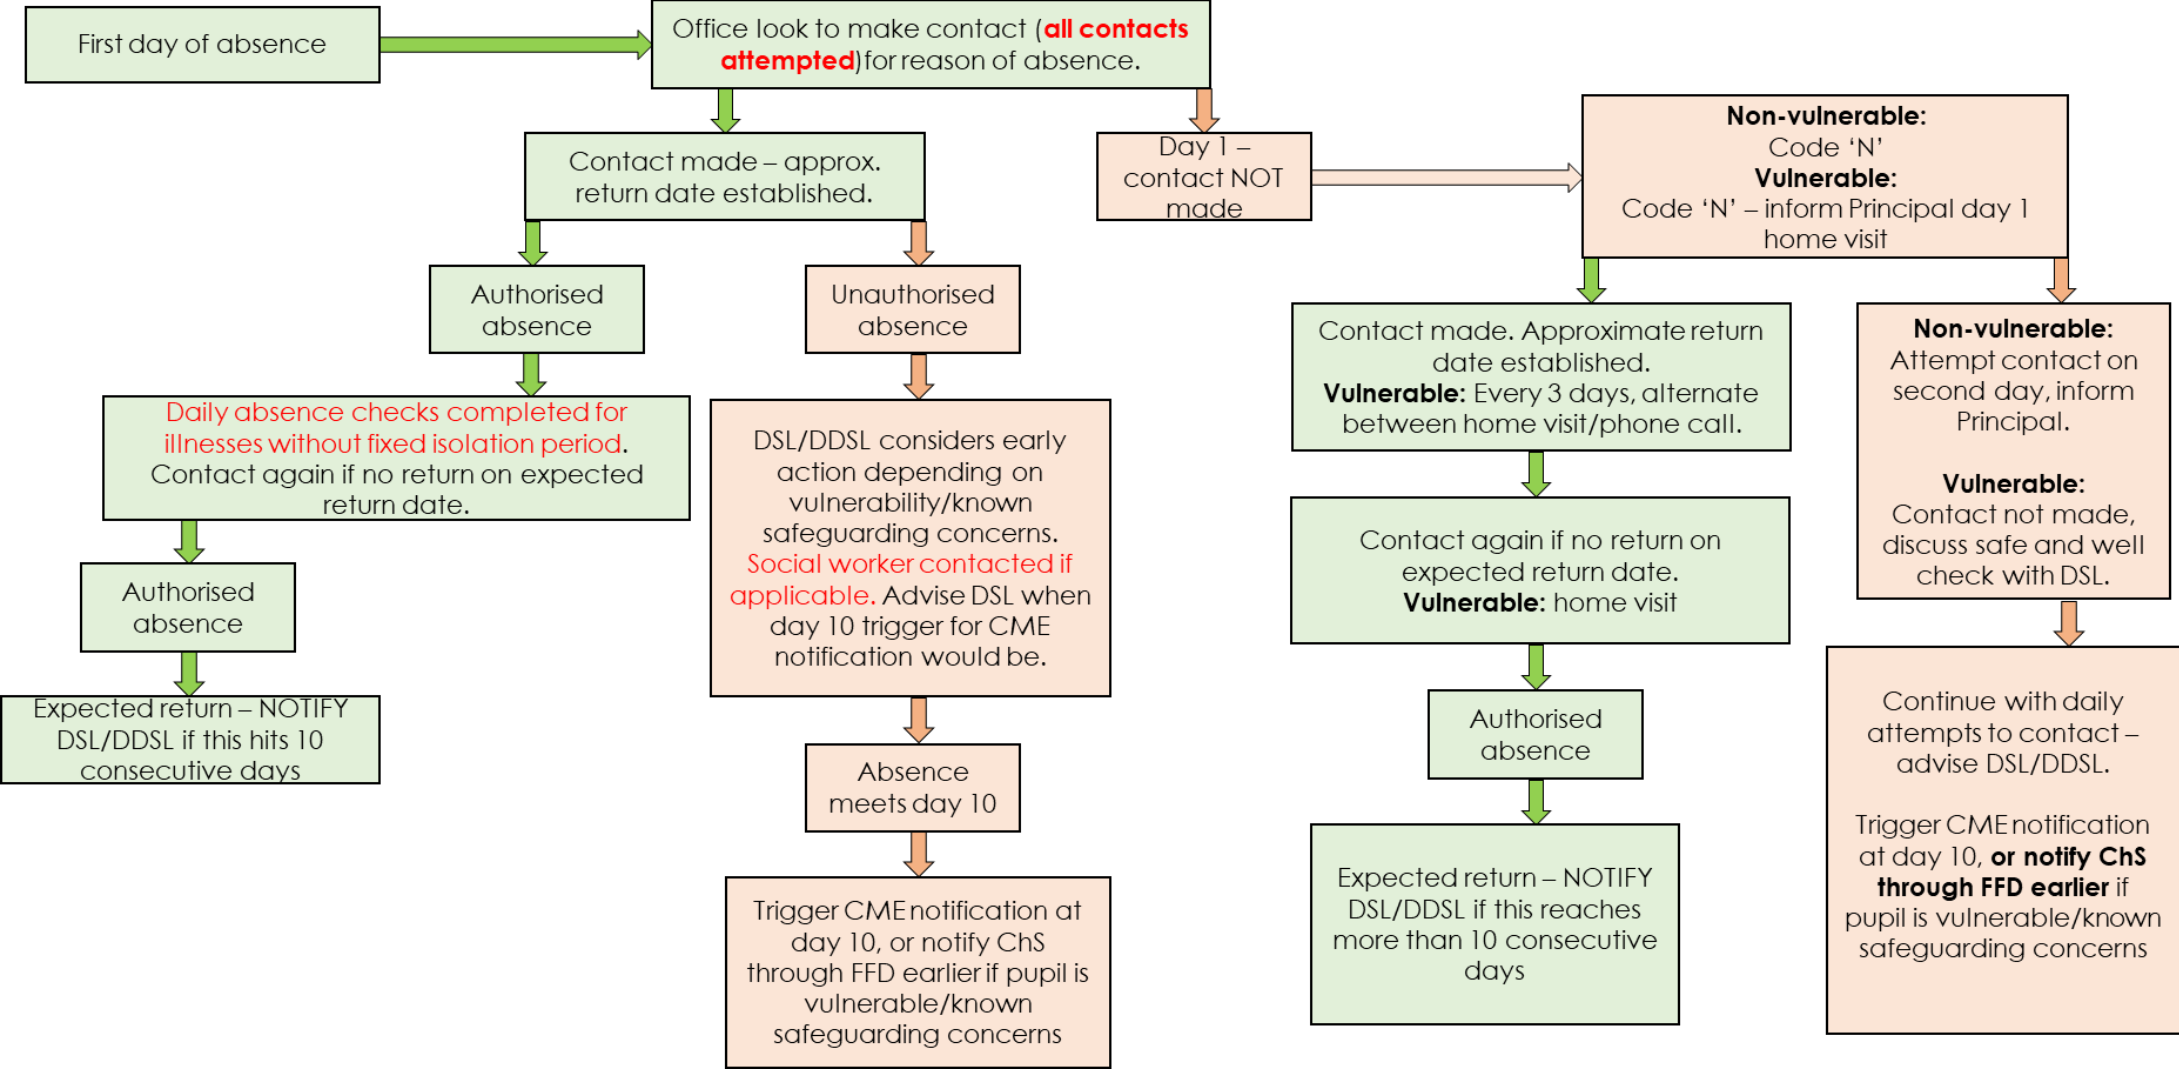 First day of absence
Office look to make contact (all contacts
attempted)for reason of absence.
Contact made – approx.
return date established.
Day 1 –
contact NOT
made
Non-vulnerable:
Code ‘N’
Vulnerable:
Code ‘N’ – inform Principal day 1
home visit
Authorised
absence
Unauthorised
absence
Daily absence checks completed for
illnesses without fixed isolation period.
Contact again if no return on expected
return date.
Authorised
absence
Expected return – NOTIFY
DSL/DDSL if this hits 10
consecutive days
DSL/DDSL considers early
action depending on
vulnerability/known
safeguarding concerns.
Social worker contacted if
applicable. Advise DSL when
day 10 trigger for CME
notification would be.
Absence
meets day 10
Trigger CME notification at
day 10, or notify ChS
through FFD earlier if pupil is
vulnerable/known
safeguarding concerns
Contact made. Approximate return
date established.
Vulnerable: Every 3 days, alternate
between home visit/phone call.
Contact again if no return on
expected return date.
Vulnerable: home visit
Authorised
absence
Expected return – NOTIFY
DSL/DDSL if this reaches
more than 10 consecutive
days
Non-vulnerable:
Attempt contact on
second day, inform
Principal.
Vulnerable:
Contact not made,
discuss safe and well
check with DSL.
Continue with daily
attempts to contact –
advise DSL/DDSL.
Trigger CME notification
at day 10, or notify ChS
through FFD earlier if
pupil is vulnerable/known
safeguarding concerns